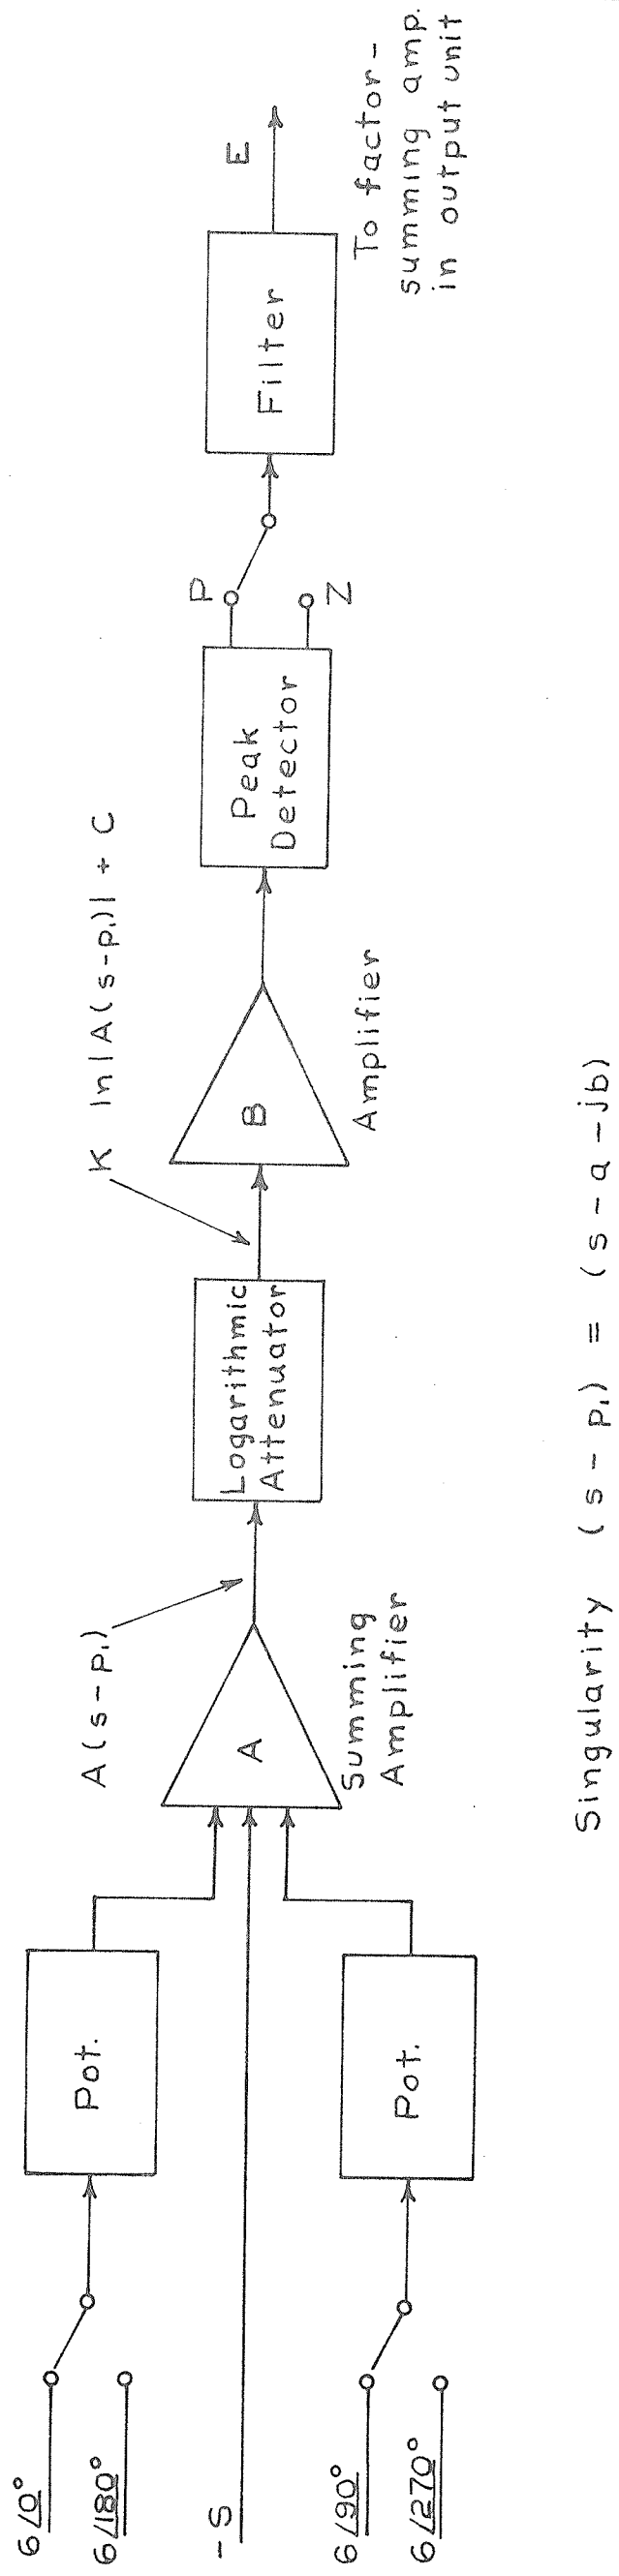 6/0°
6/180°
-s
6/90°
6/270°
Pot.
Pot.
A(s-p₁)
A
Summing
Amplifier
Logarithmic
Attenuator
K ln|A(s-p₁)| + C
B
Amplifier
Peak
Detector
P
Z
Filter
E
To factor-
summing amp.
in output unit
Singularity (s - p₁) = (s - a - jb)